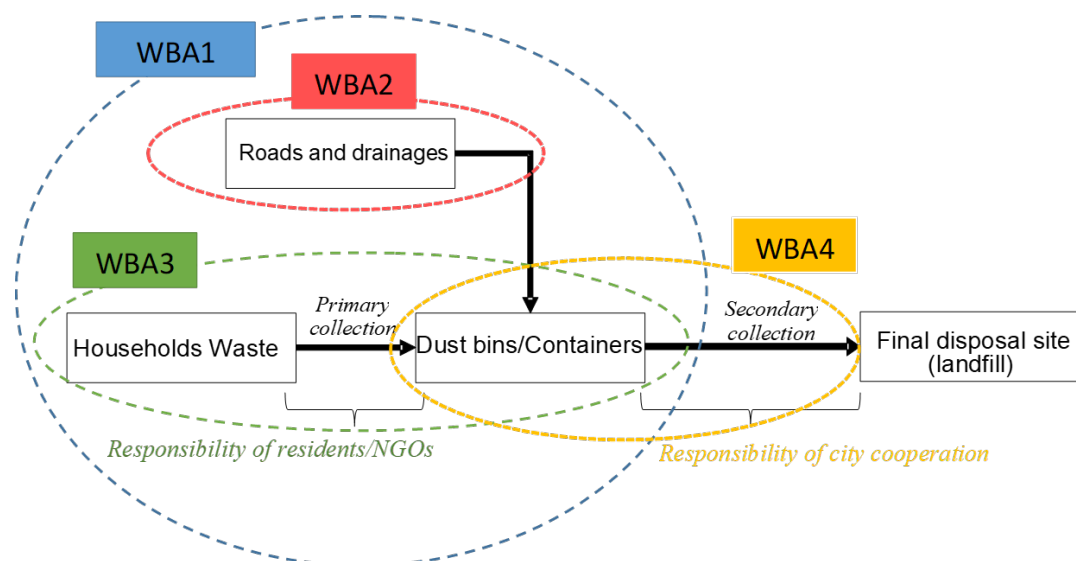 WBA1
WBA2
Roads and drainages
WBA3
WBA4
Primary
collection
Secondary
collection
Households Waste
Dust bins/Containers
Final disposal site
(landfill)
Responsibility of residents/NGOs
Responsibility of city cooperation